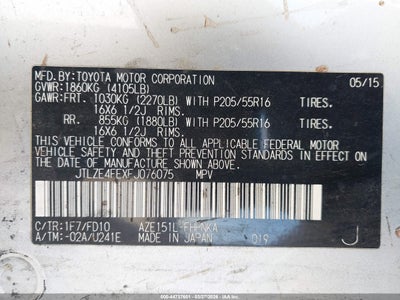 MFD.BY:TOYOTA MOTOR CORPORATION 05/15
GVWR:1860KG (4105LB)
GAWR:FRT. 1030KG (2270LB) WITH P205/55R16 TIRES.
16X6 1/2J RIMS.
RR. 855KG (1880LB) WITH P205/55R16 TIRES.
16X6 1/2J RIMS.
THIS VEHICLE CONFORMS TO ALL APPLICABLE FEDERAL MOTOR
VEHICLE SAFETY AND BUMPER STANDARDS IN EFFECT ON THE
DATE OF MANUFACTURE SHOWN ABOVE.
JTLZE4FEXFJ076075 MPV
C/TR:1F7/FD10 AZE151L-FHPNKA
A/TM:-02A/U241E MADE IN JAPAN J